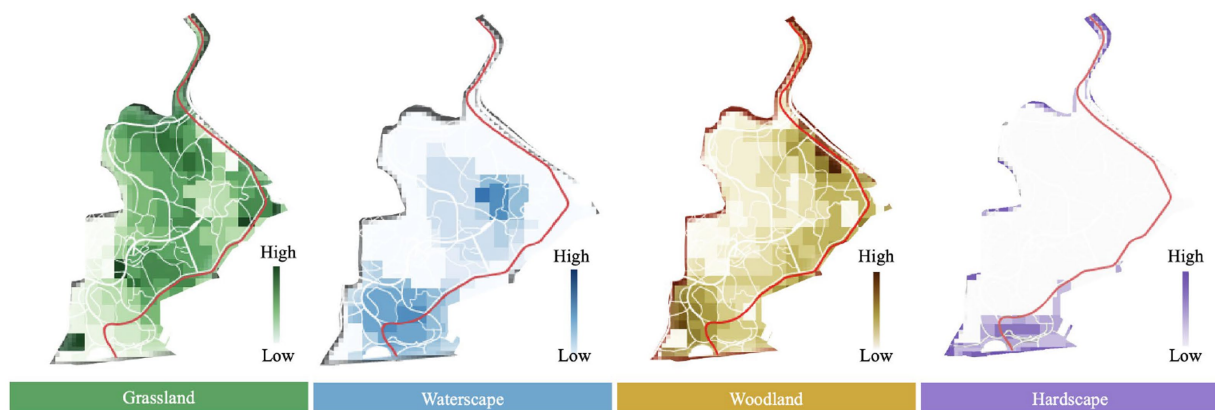 High
Low
High
Low
High
Low
High
Low
Grassland
Waterscape
Woodland
Hardscape